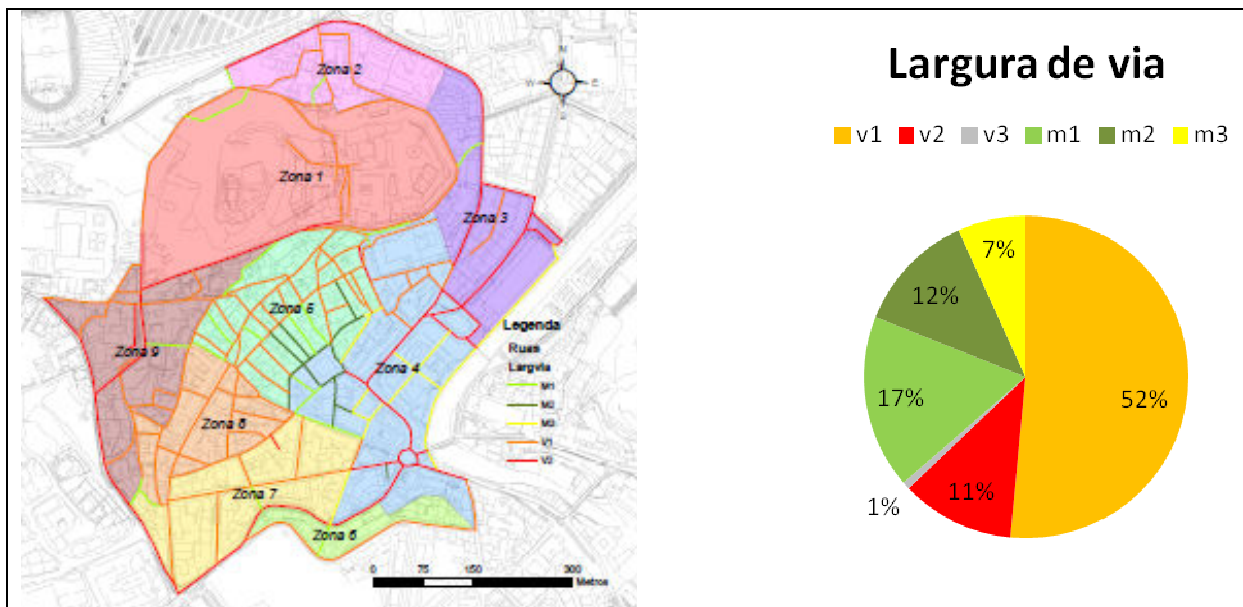 Zona 2
N
W
E
S
Zona 1
Zona 3
Zona 5
Zona 4
Zona 9
Zona 8
Zona 7
Zona 6
Legenda
Ruas
Largvia
M1
M2
M3
V1
V2
0 75 150 300
Metros
Largura de via
v1 v2 v3 m1 m2 m3
7%
12%
17%
52%
1%
11%